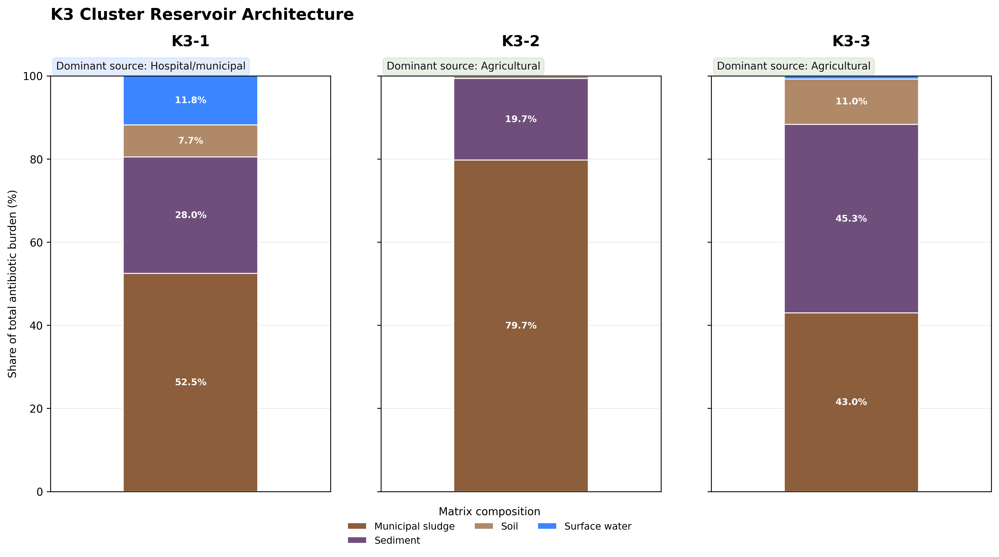 K3 Cluster Reservoir Architecture
K3-1
K3-2
K3-3
Dominant source: Hospital/municipal
Dominant source: Agricultural
Dominant source: Agricultural
Share of total antibiotic burden (%)
100
80
60
40
20
0
11.8%
7.7%
28.0%
52.5%
19.7%
79.7%
11.0%
45.3%
43.0%
Matrix composition
Municipal sludge
Sediment
Soil
Surface water